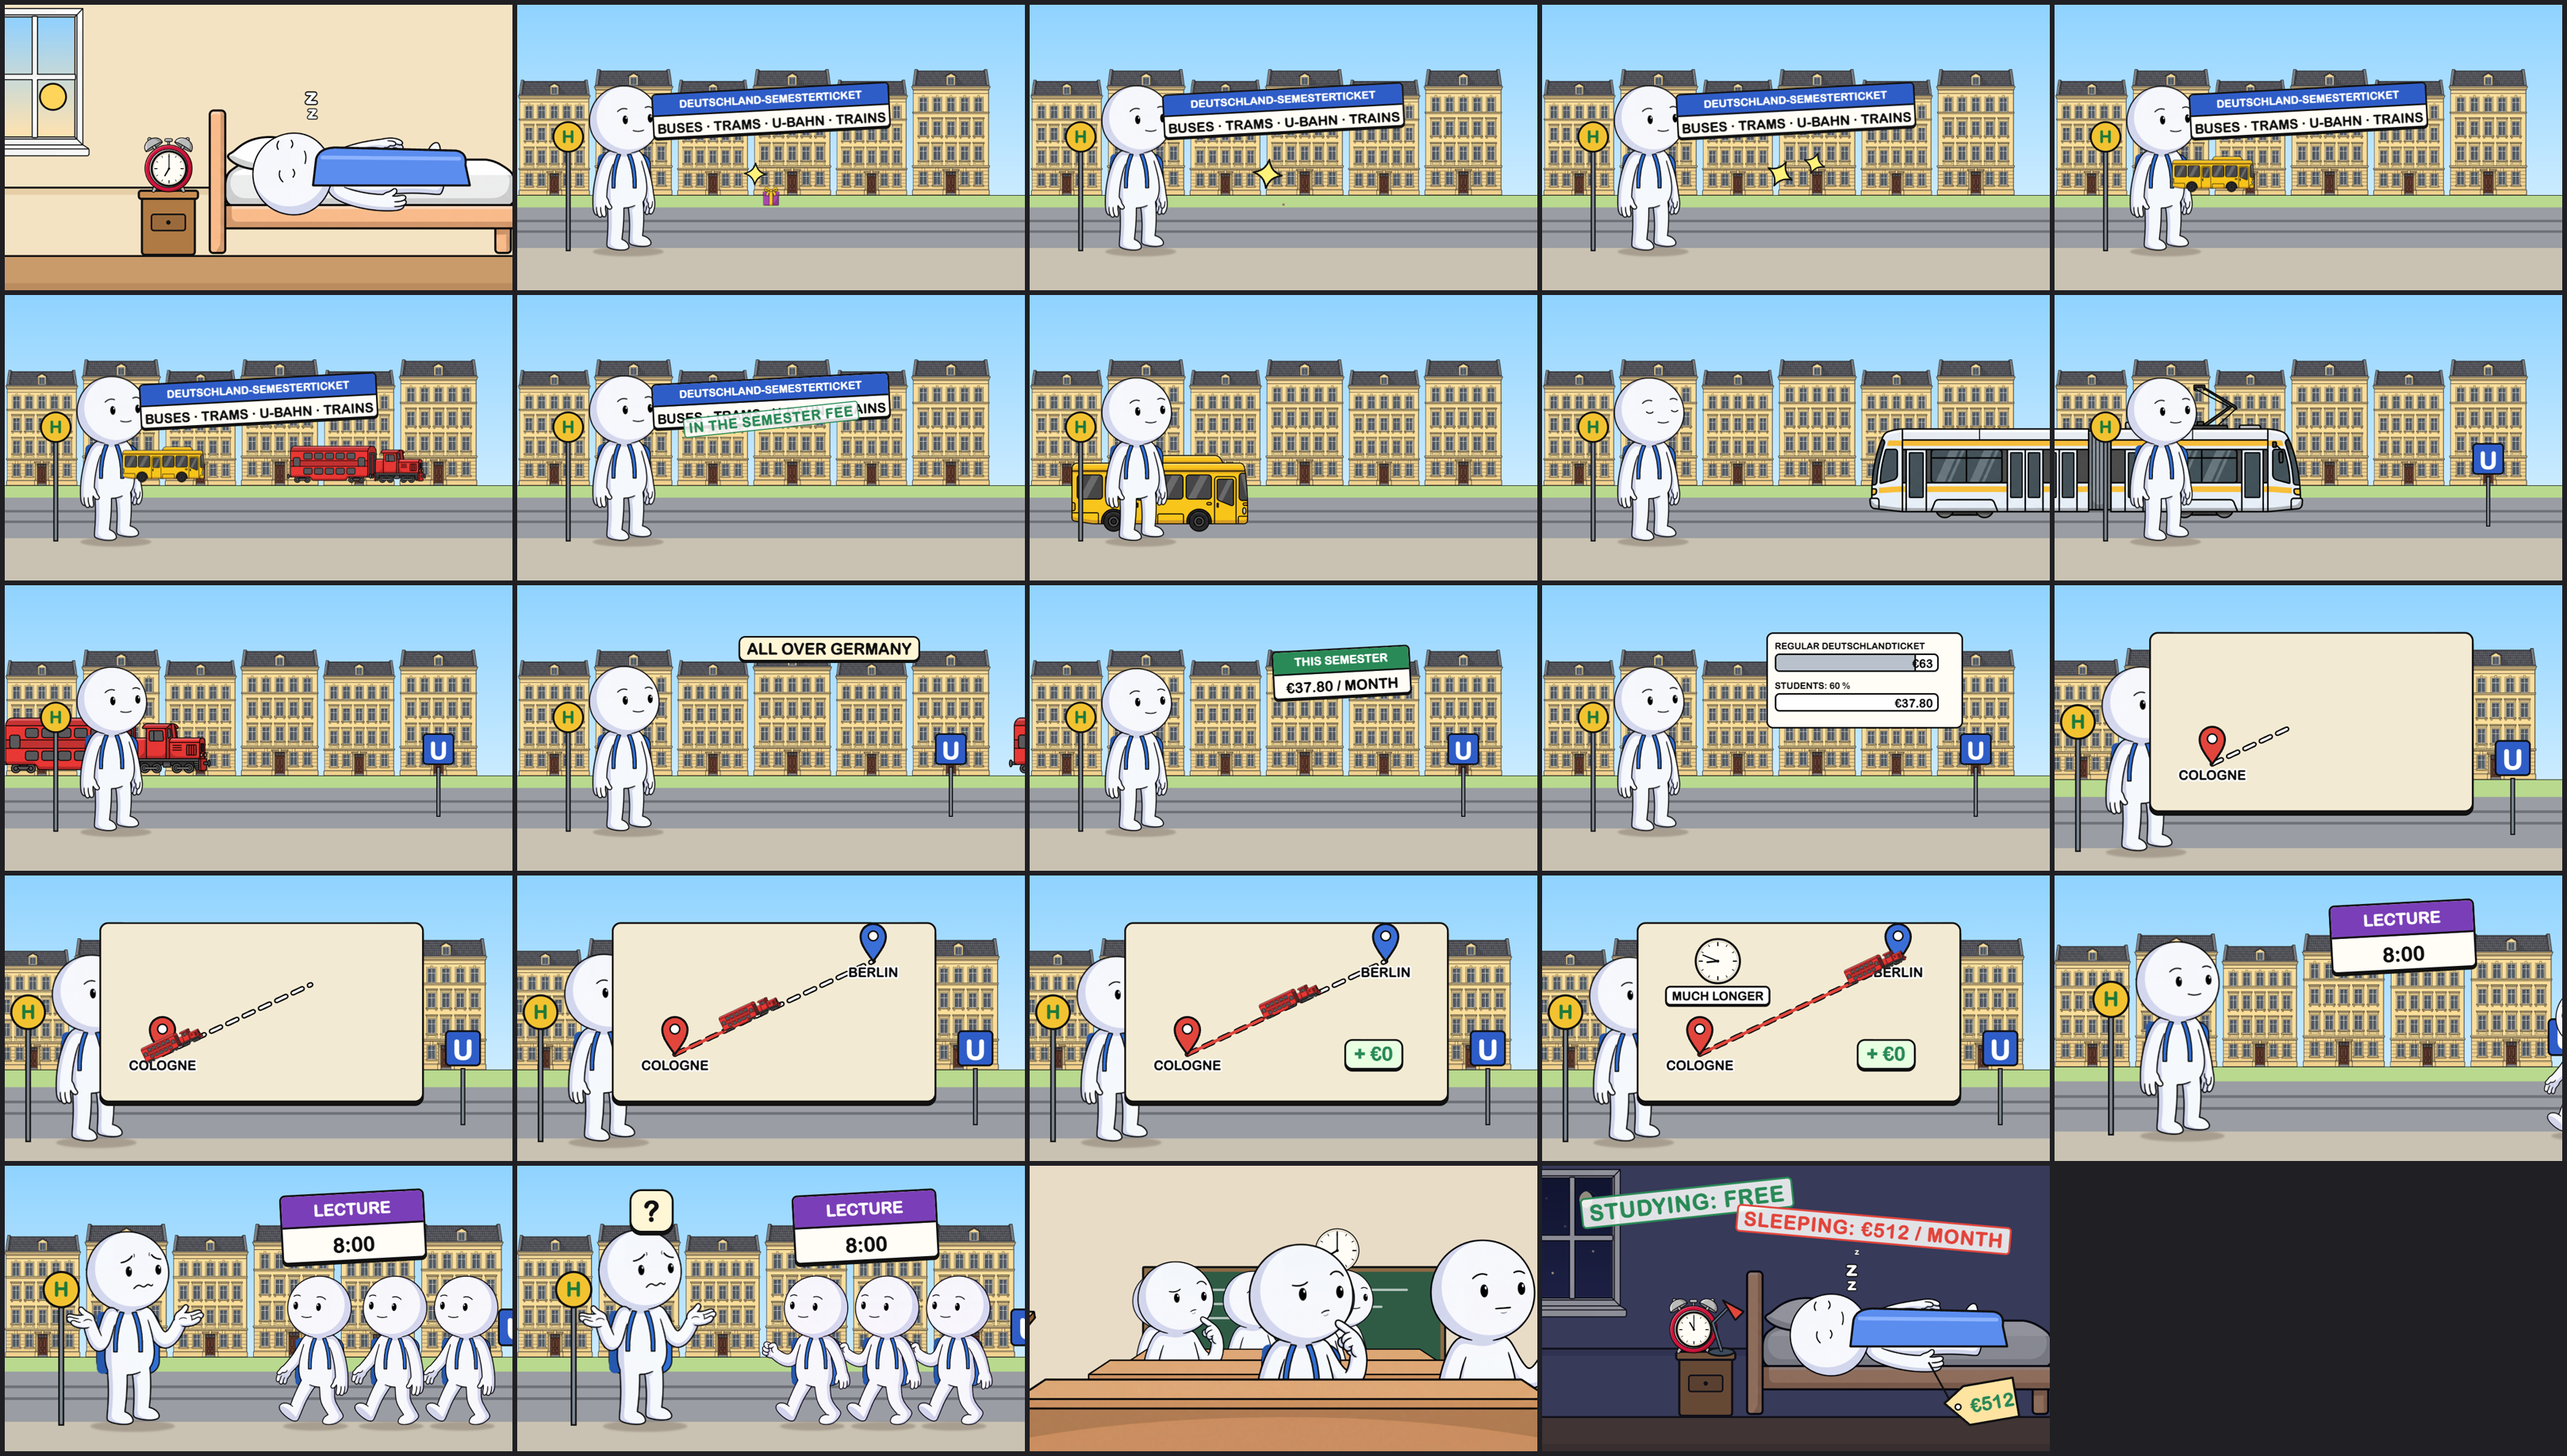 z
z
DEUTSCHLAND-SEMESTERTICKET
BUSES · TRAMS · U-BAHN · TRAINS
H
DEUTSCHLAND-SEMESTERTICKET
BUSES · TRAMS · U-BAHN · TRAINS
H
DEUTSCHLAND-SEMESTERTICKET
BUSES · TRAMS · U-BAHN · TRAINS
H
DEUTSCHLAND-SEMESTERTICKET
BUSES · TRAMS · U-BAHN · TRAINS
H
DEUTSCHLAND-SEMESTERTICKET
BUSES · TRAMS · U-BAHN · TRAINS
H
DEUTSCHLAND-SEMESTERTICKET
IN THE SEMESTER FEE
H
H
H
H
U
H
U
ALL OVER GERMANY
H
U
THIS SEMESTER
€37.80 / MONTH
H
U
REGULAR DEUTSCHLANDTICKET
€63
STUDENTS: 60 %
€37.80
H
U
COLOGNE
H
U
COLOGNE
H
U
BERLIN
COLOGNE
H
U
BERLIN
COLOGNE
+ €0
H
U
BERLIN
MUCH LONGER
COLOGNE
+ €0
H
U
LECTURE
8:00
H
LECTURE
8:00
H
?
LECTURE
8:00
H
STUDYING: FREE
SLEEPING: €512 / MONTH
z
z
z
€512